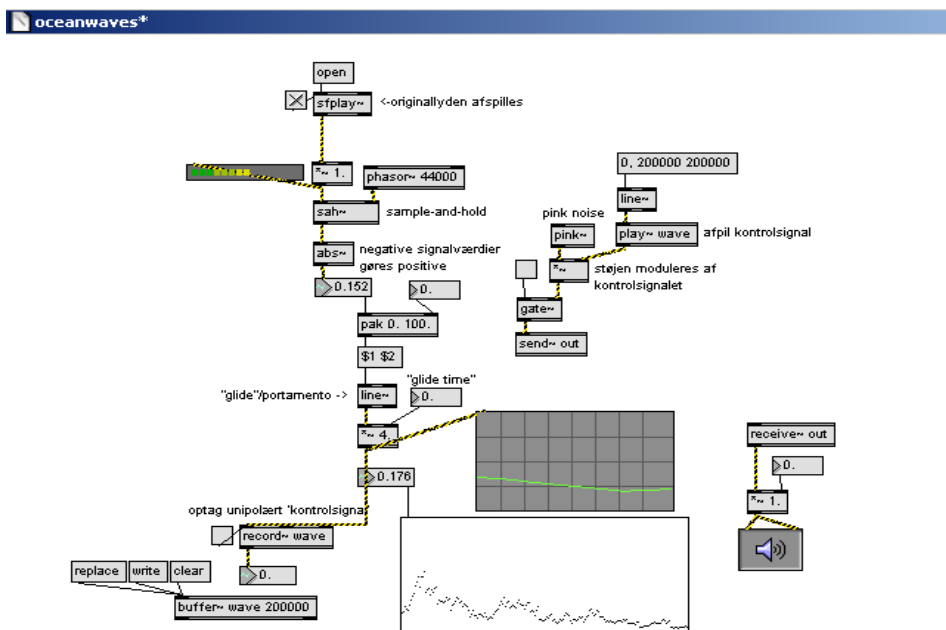 oceanwaves*
open
sfplay~
<-originallyden afspilles
*~ 1.
phasor~ 44000
sah~
sample-and-hold
abs~
negative signalværdier
gøres positive
0.152
0.
pak 0. 100.
$1 $2
"glide time"
"glide"/portamento ->
line~
0.
*~ 4.
0.176
optag unipolært 'kontrolsigna
record~ wave
0.
replace
write
clear
buffer~ wave 200000
0, 200000 200000
line~
pink noise
pink~
play~ wave
afpil kontrolsignal
*~
støjen moduleres af
kontrolsignalet
gate~
send~ out
receive~ out
0.
*~ 1.